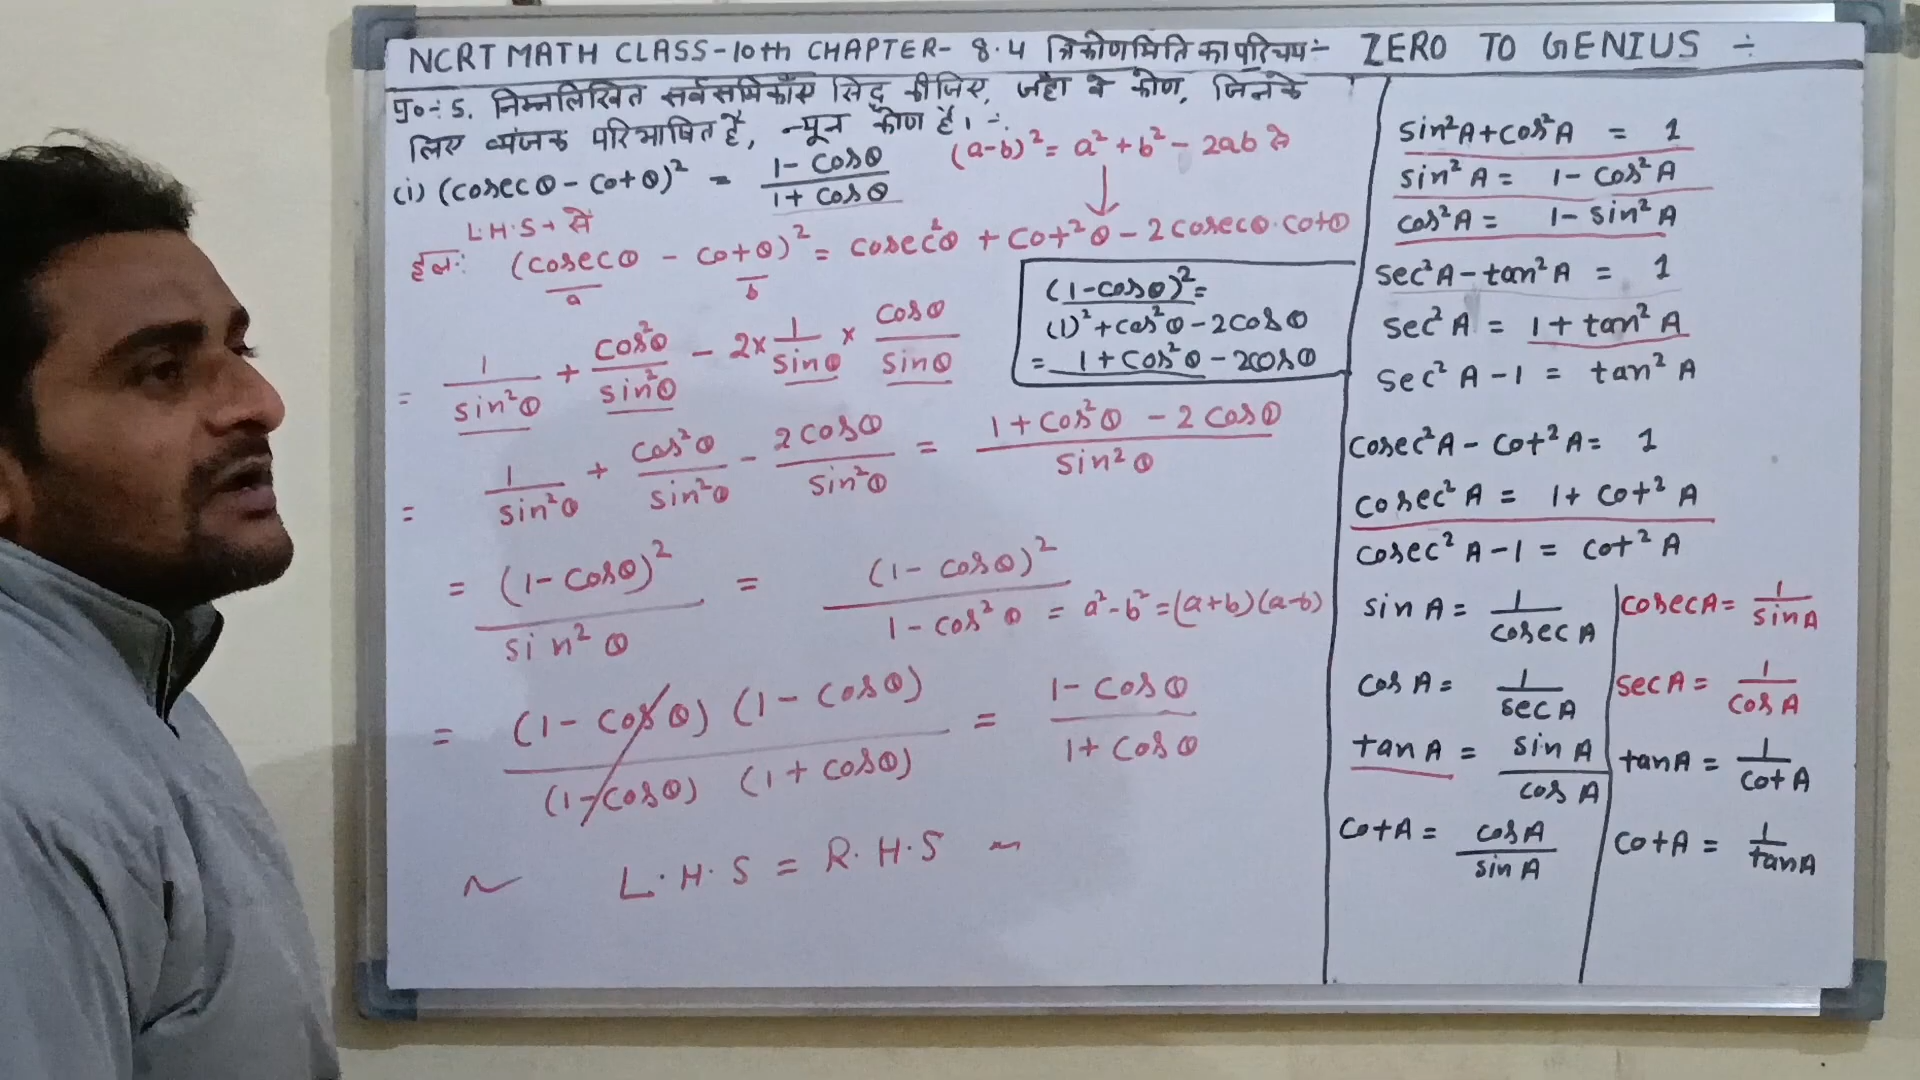 NCRT MATH CLASS-10th CHAPTER- 8.4 त्रिकोणमिति का परिचय :- ZERO TO GENIUS ÷
प्र०-: 5. निम्नलिखित सर्वसमिकाएँ सिद्ध कीजिए, जहाँ वे कोण, जिनके
लिए व्यंजक परिभाषित है, न्यून कोण है। -:
(a-b)² = a² + b² - 2ab से
(i) (cosecθ - cotθ)² = (1 - cosθ)/(1 + cosθ)
L.H.S → से
हल:- (cosecθ - cotθ)² = cosec²θ + cot²θ - 2cosecθ.cotθ
a b
= 1/sin²θ + cos²θ/sin²θ - 2 × 1/sinθ × cosθ/sinθ
(1-cosθ)² =
(1)² + cos²θ - 2cosθ
= 1 + cos²θ - 2cosθ
= 1/sin²θ + cos²θ/sin²θ - 2cosθ/sin²θ = (1 + cos²θ - 2cosθ)/sin²θ
= (1 - cosθ)²/sin²θ = (1 - cosθ)²/(1 - cos²θ) = a²-b² = (a+b)(a-b)
= (1 - cosθ)(1 - cosθ)/(1-cosθ)(1 + cosθ) = (1 - cosθ)/(1 + cosθ)
~ L.H.S = R.H.S ~
sin²A + cos²A = 1
sin²A = 1 - cos²A
cos²A = 1 - sin²A
sec²A - tan²A = 1
sec²A = 1 + tan²A
sec²A - 1 = tan²A
cosec²A - cot²A = 1
cosec²A = 1 + cot²A
cosec²A - 1 = cot²A
sinA = 1/cosecA cosecA = 1/sinA
cosA = 1/secA secA = 1/cosA
tanA = sinA/cosA tanA = 1/cotA
cotA = cosA/sinA cotA = 1/tanA